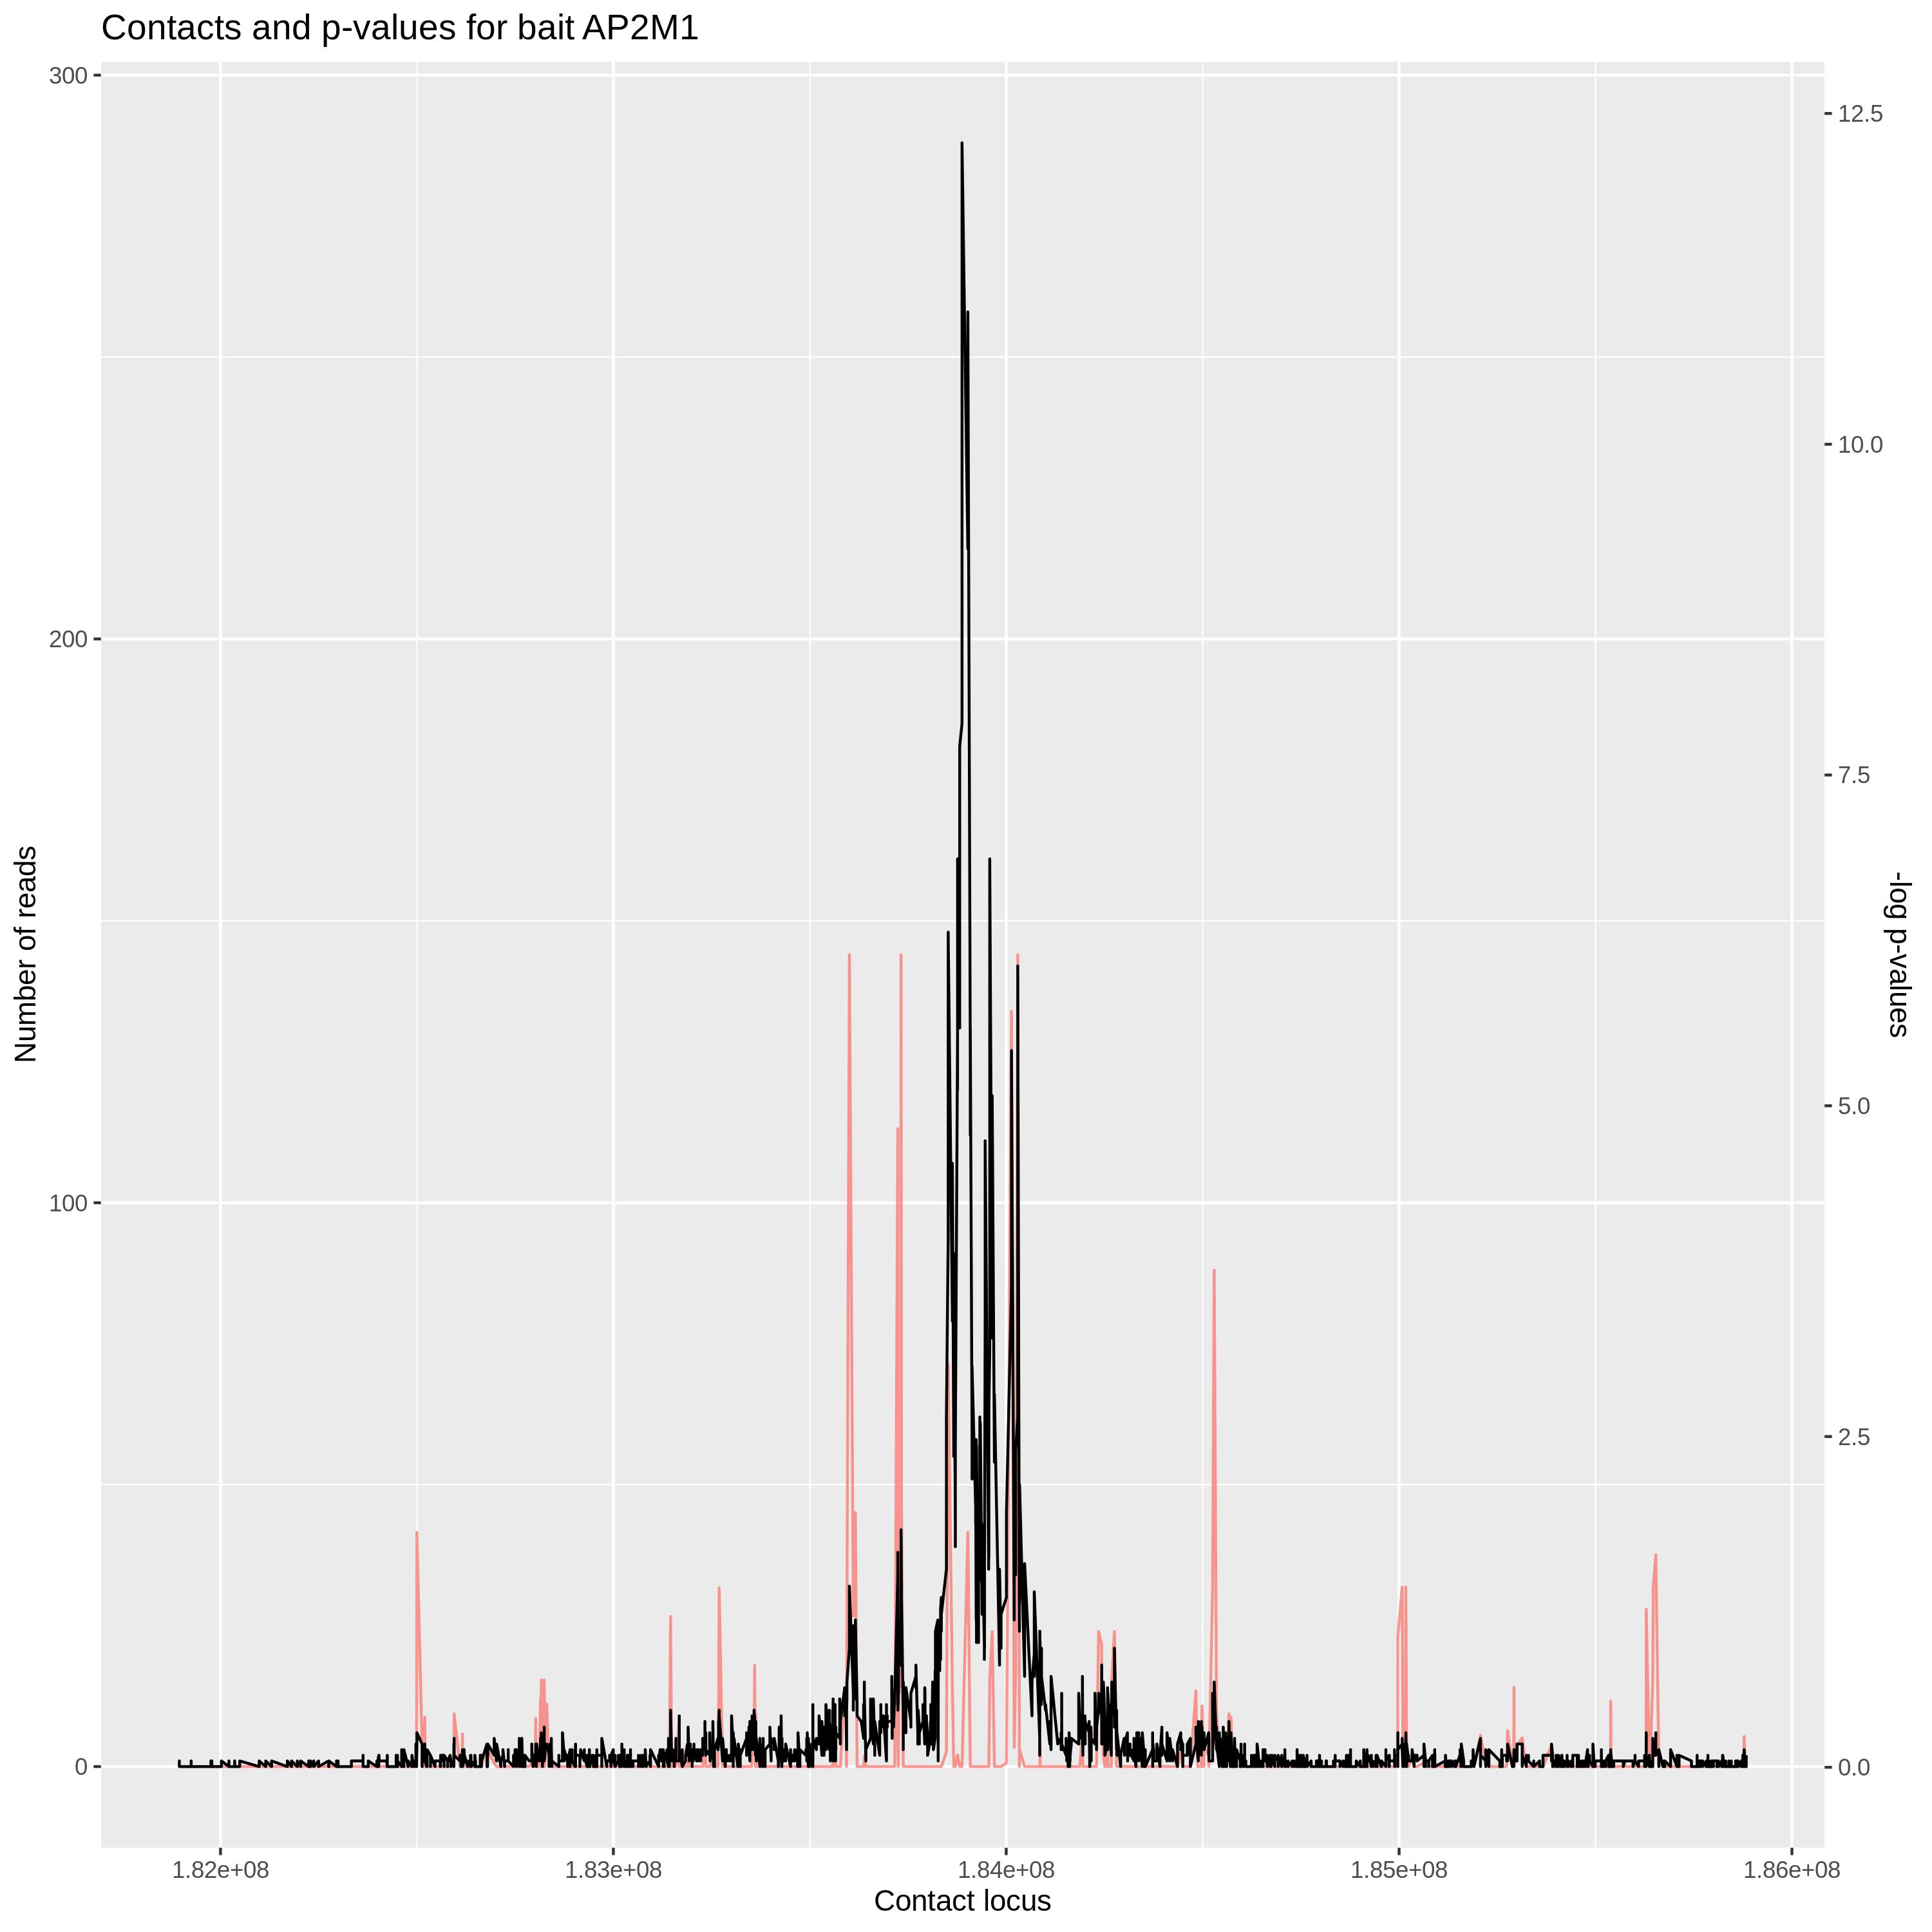 Contacts and p-values for bait AP2M1
300
200
100
0
Number of reads
12.5
10.0
7.5
5.0
2.5
0.0
-log p-values
1.82e+08
1.83e+08
1.84e+08
1.85e+08
1.86e+08
Contact locus